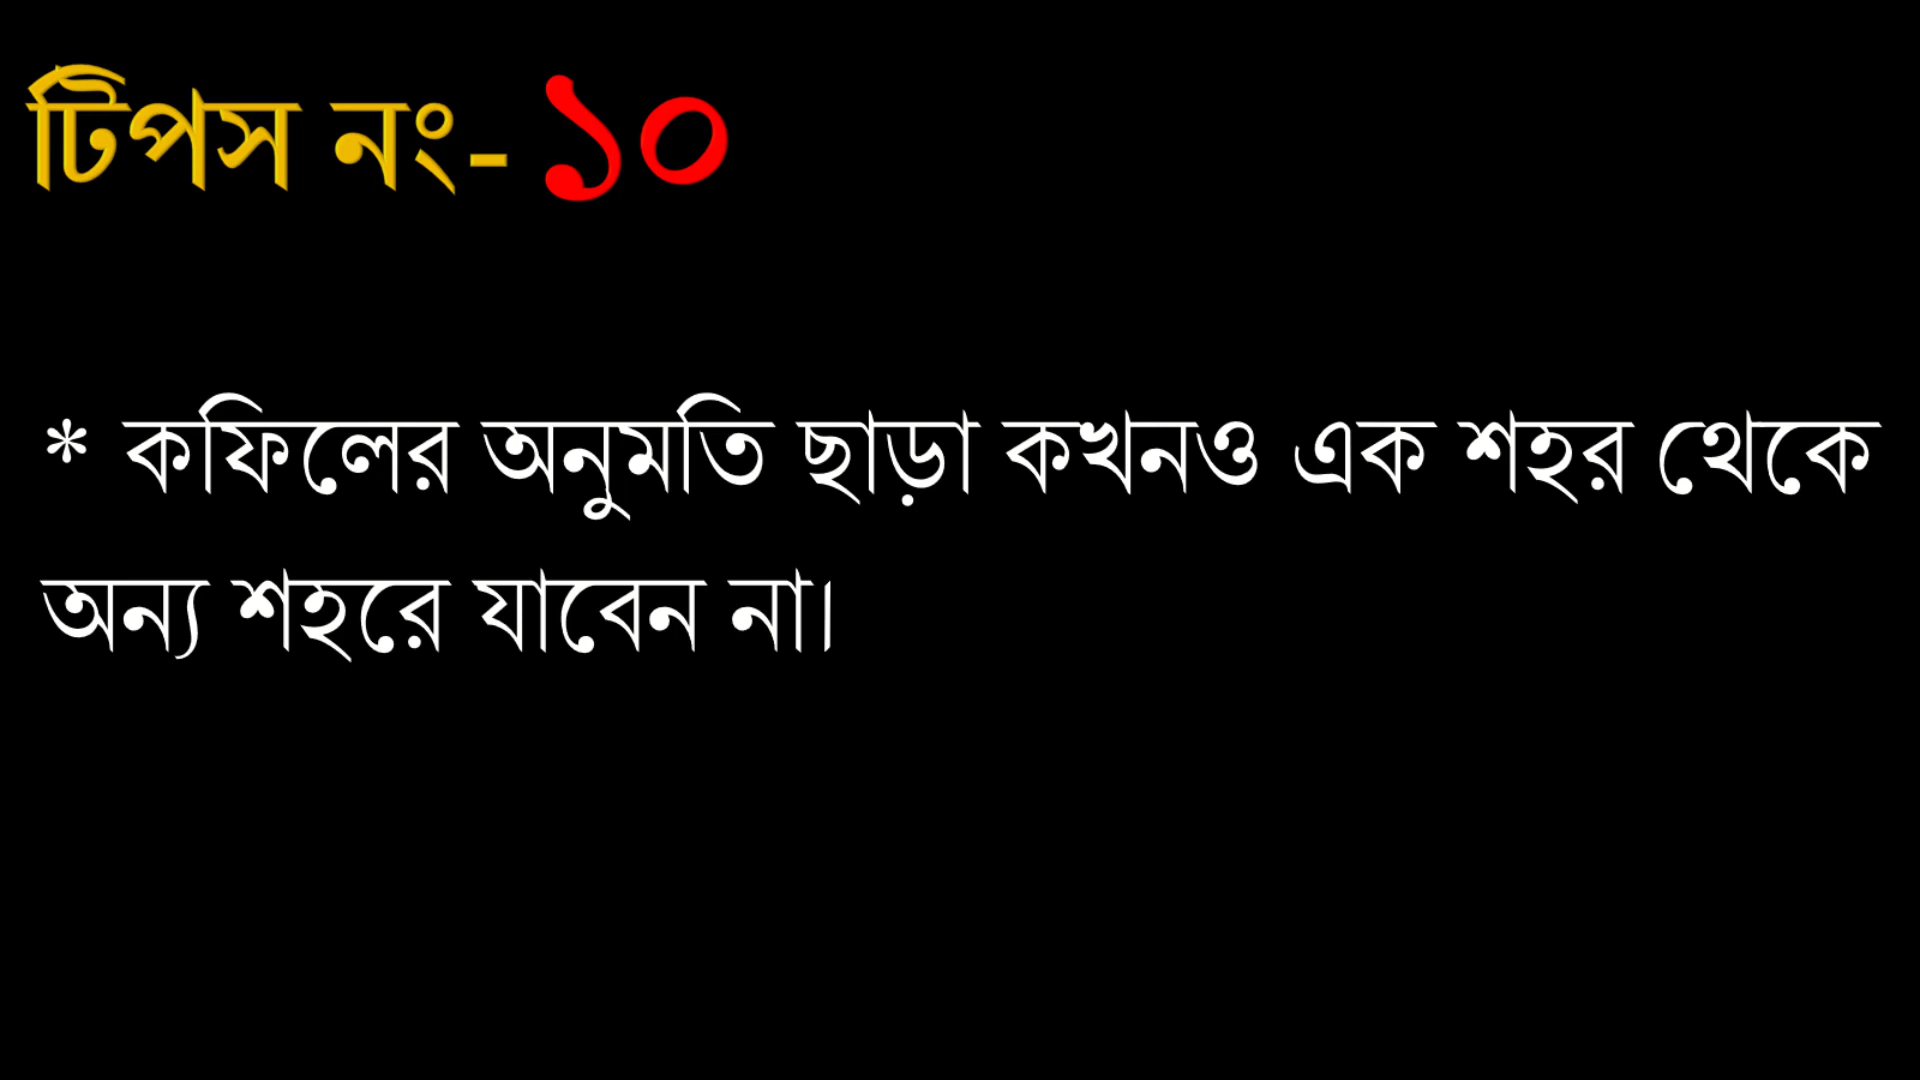 টিপস নং- ১০
* কফিলের অনুমতি ছাড়া কখনও এক শহর থেকে
অন্য শহরে যাবেন না।